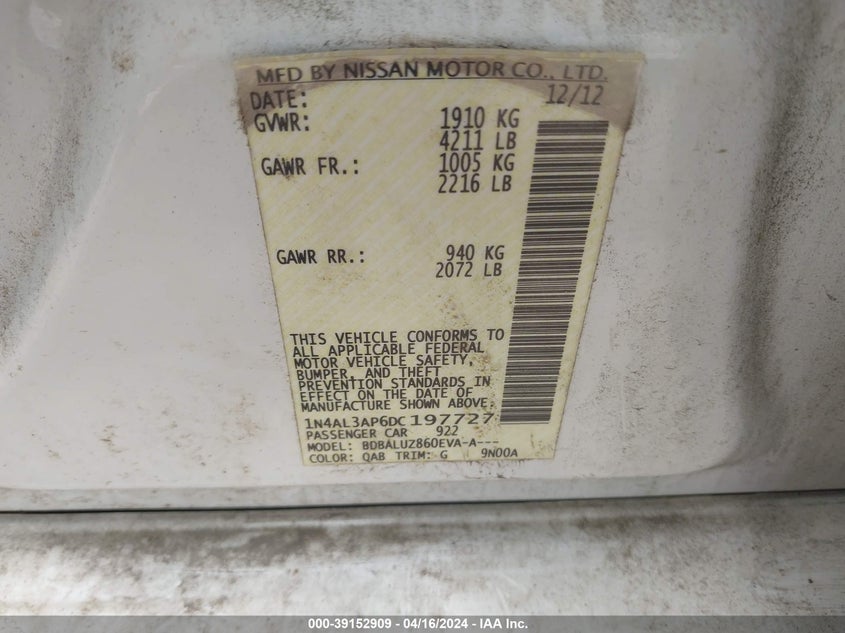 MFD BY NISSAN MOTOR CO., LTD.
DATE: 12/12
GVWR: 1910 KG
4211 LB
GAWR FR.: 1005 KG
2216 LB
GAWR RR.: 940 KG
2072 LB
THIS VEHICLE CONFORMS TO
ALL APPLICABLE FEDERAL
MOTOR VEHICLE SAFETY,
BUMPER, AND THEFT
PREVENTION STANDARDS IN
EFFECT ON THE DATE OF
MANUFACTURE SHOWN ABOVE.
1N4AL3AP6DC197727
PASSENGER CAR 922
MODEL: BDBALUZ860EVA-A---
COLOR: QAB TRIM: G 9N00A
000-39152909 - 04/16/2024 - IAA Inc.